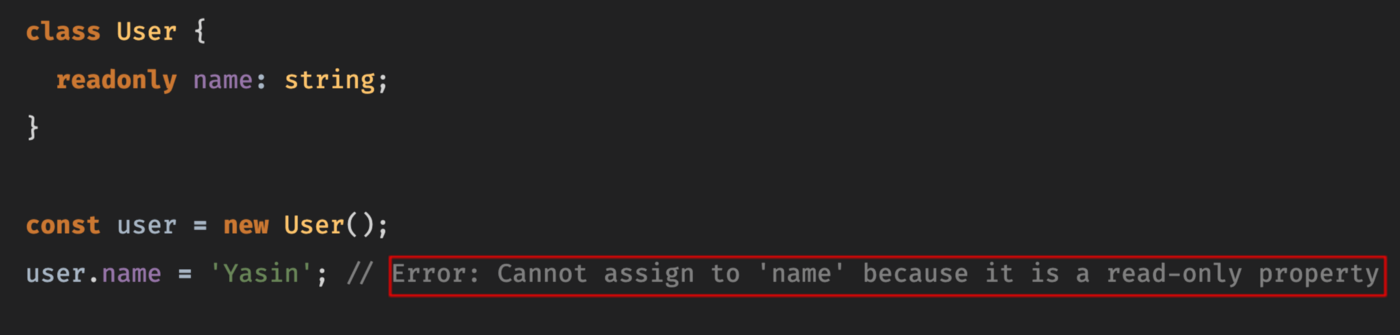 class User {
readonly name: string;
}
const user = new User();
user.name = 'Yasin'; // Error: Cannot assign to 'name' because it is a read-only property